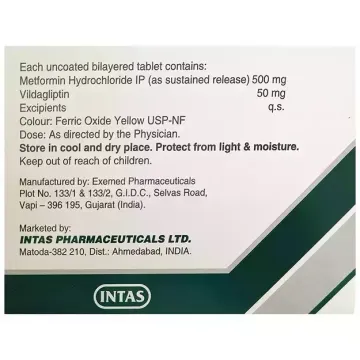 Each uncoated bilayered tablet contains:
Metformin Hydrochloride IP (as sustained release) 500 mg
Vildagliptin 50 mg
Excipients q.s.
Colour: Ferric Oxide Yellow USP-NF
Dose: As directed by the Physician.
Store in cool and dry place. Protect from light & moisture.
Keep out of reach of children.
Manufactured by: Exemed Pharmaceuticals
Plot No. 133/1 & 133/2, G.I.D.C., Selvas Road,
Vapi – 396 195, Gujarat (India).
Marketed by:
INTAS PHARMACEUTICALS LTD.
Matoda-382 210, Dist.: Ahmedabad, INDIA.
INTAS